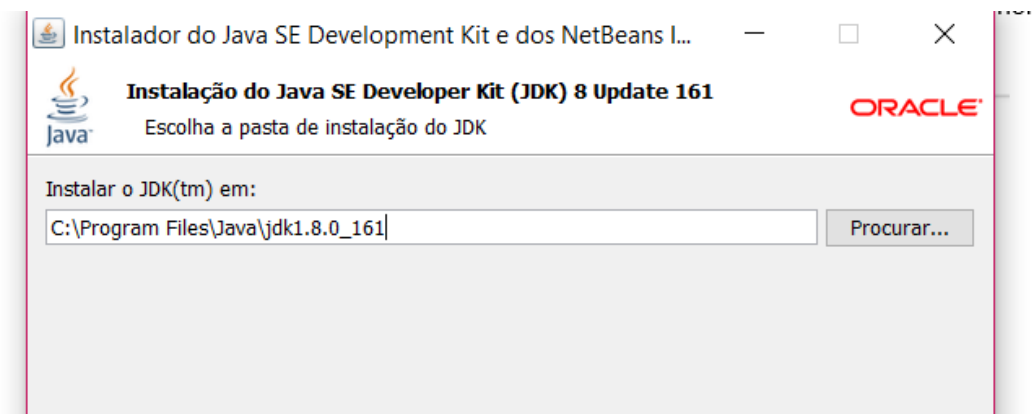 Instalador do Java SE Development Kit e dos NetBeans I...
Instalação do Java SE Developer Kit (JDK) 8 Update 161
Escolha a pasta de instalação do JDK
Java
ORACLE
Instalar o JDK(tm) em:
C:\Program Files\Java\jdk1.8.0_161
Procurar...